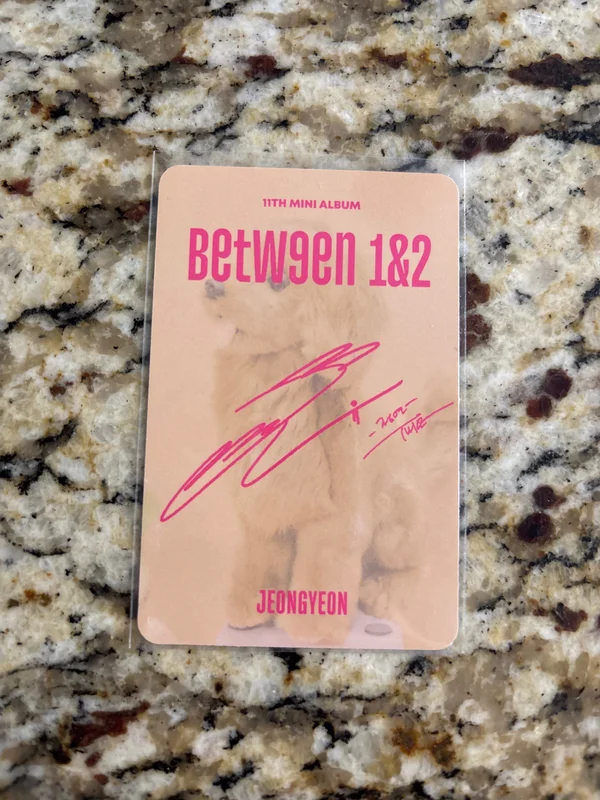 11TH MINI ALBUM
BetW9en 1&2
JEONGYEON